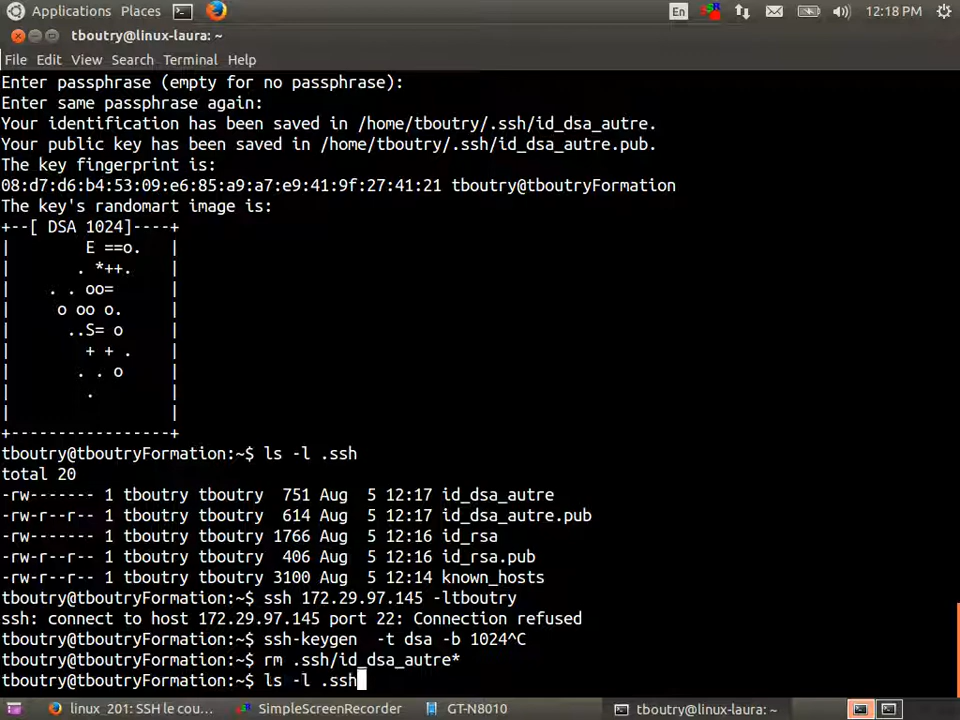 Applications Places En 12:18 PM
tboutry@linux-laura: ~
File Edit View Search Terminal Help
Enter passphrase (empty for no passphrase):
Enter same passphrase again:
Your identification has been saved in /home/tboutry/.ssh/id_dsa_autre.
Your public key has been saved in /home/tboutry/.ssh/id_dsa_autre.pub.
The key fingerprint is:
08:d7:d6:b4:53:09:e6:85:a9:a7:e9:41:9f:27:41:21 tboutry@tboutryFormation
The key's randomart image is:
+--[ DSA 1024]----+
|        E ==o.   |
|       . *++.    |
|    . . oo=      |
|     o oo o.     |
|      ..S= o     |
|        + + .    |
|       . . o     |
|        .        |
|                 |
+-----------------+
tboutry@tboutryFormation:~$ ls -l .ssh
total 20
-rw------- 1 tboutry tboutry  751 Aug  5 12:17 id_dsa_autre
-rw-r--r-- 1 tboutry tboutry  614 Aug  5 12:17 id_dsa_autre.pub
-rw------- 1 tboutry tboutry 1766 Aug  5 12:16 id_rsa
-rw-r--r-- 1 tboutry tboutry  406 Aug  5 12:16 id_rsa.pub
-rw-r--r-- 1 tboutry tboutry 3100 Aug  5 12:14 known_hosts
tboutry@tboutryFormation:~$ ssh 172.29.97.145 -ltboutry
ssh: connect to host 172.29.97.145 port 22: Connection refused
tboutry@tboutryFormation:~$ ssh-keygen  -t dsa -b 1024^C
tboutry@tboutryFormation:~$ rm .ssh/id_dsa_autre*
tboutry@tboutryFormation:~$ ls -l .ssh
linux_201: SSH le cou... SimpleScreenRecorder GT-N8010 tboutry@linux-laura: ~